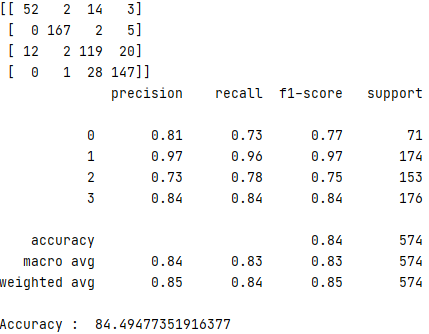 [[ 52   2  14   3]
 [  0 167   2   5]
 [ 12   2 119  20]
 [  0   1  28 147]]
              precision    recall  f1-score   support

           0       0.81      0.73      0.77        71
           1       0.97      0.96      0.97       174
           2       0.73      0.78      0.75       153
           3       0.84      0.84      0.84       176

    accuracy                           0.84       574
   macro avg       0.84      0.83      0.83       574
weighted avg       0.85      0.84      0.85       574

Accuracy :  84.49477351916377